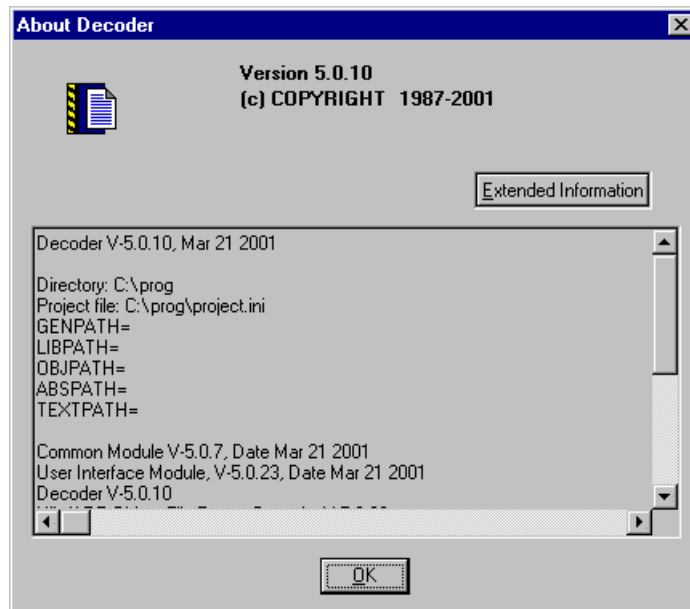 About Decoder
Version 5.0.10
(c) COPYRIGHT 1987-2001
Extended Information
Decoder V-5.0.10, Mar 21 2001
Directory: C:\prog
Project file: C:\prog\project.ini
GENPATH=
LIBPATH=
OBJPATH=
ABSPATH=
TEXTPATH=
Common Module V-5.0.7, Date Mar 21 2001
User Interface Module, V-5.0.23, Date Mar 21 2001
Decoder V-5.0.10
OK